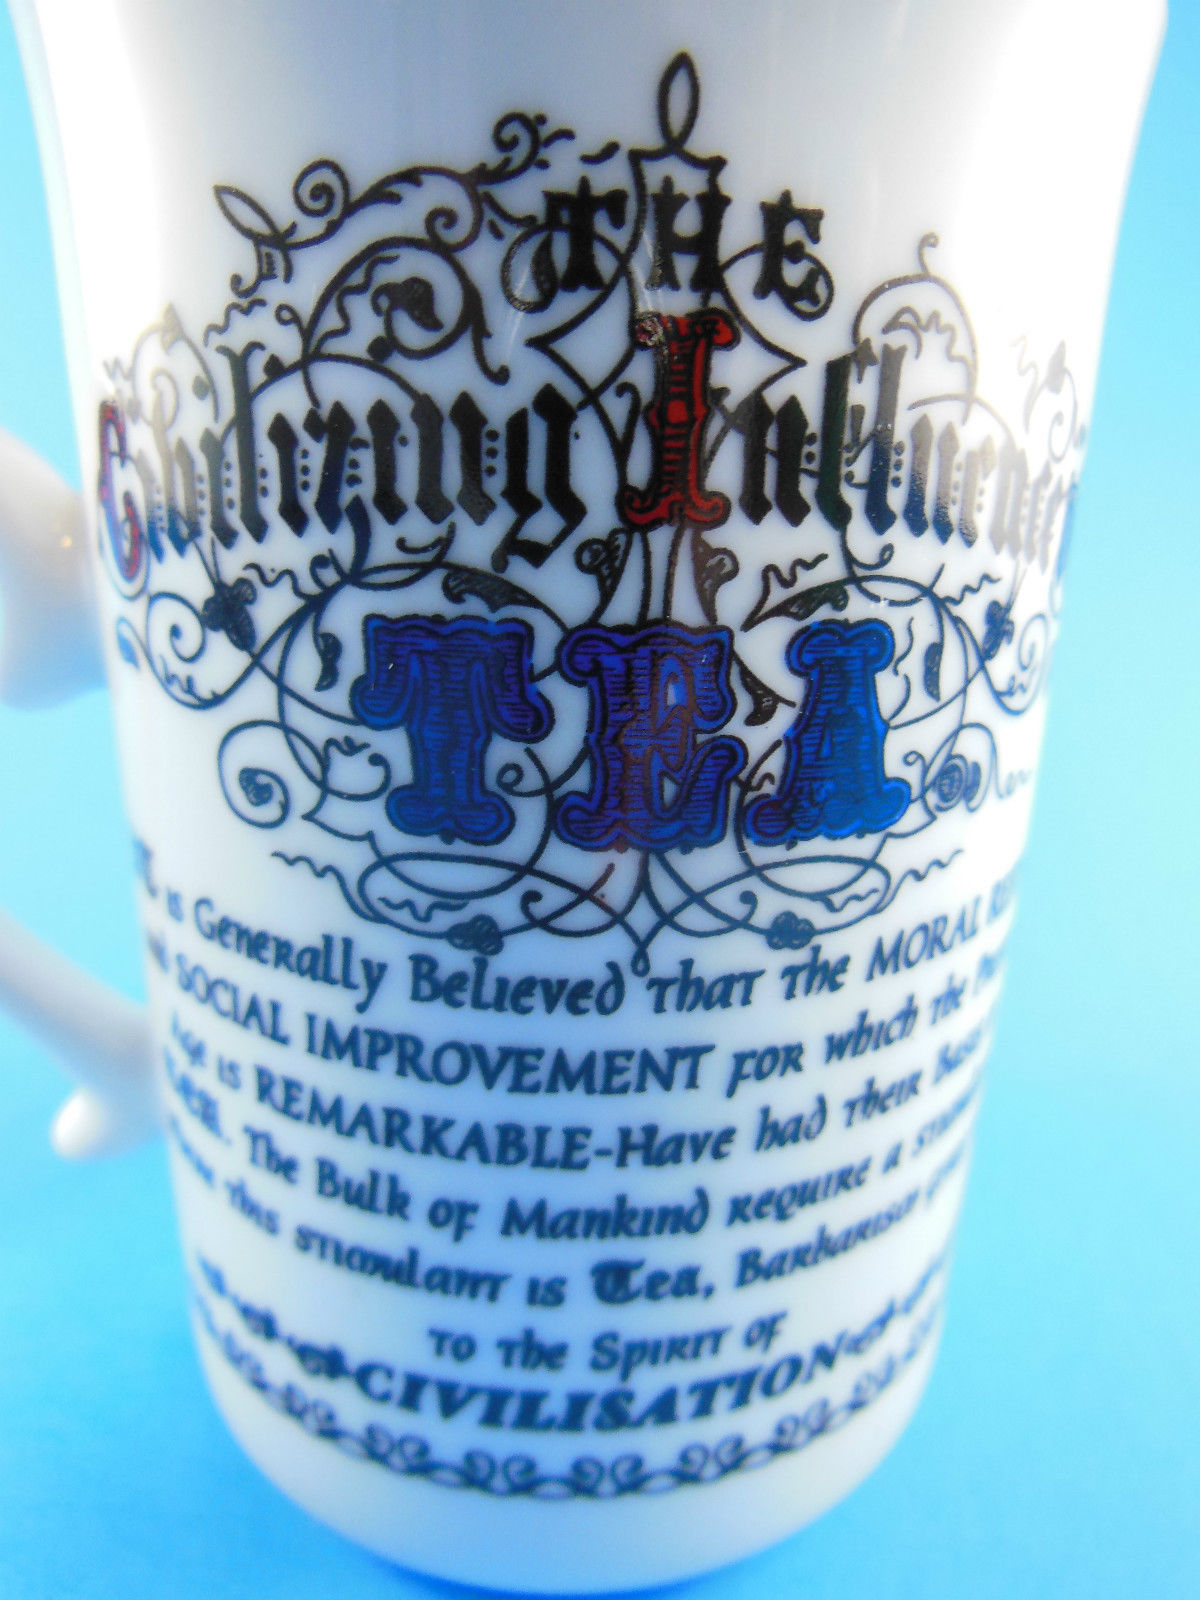 THE
Civilizing Influence
TEA
is Generally Believed that the MORAL
SOCIAL IMPROVEMENT for which the
Age is REMARKABLE-Have had their
The Bulk of Mankind require a
this stimulant is Tea, Barbarism
to the Spirit of
CIVILISATION